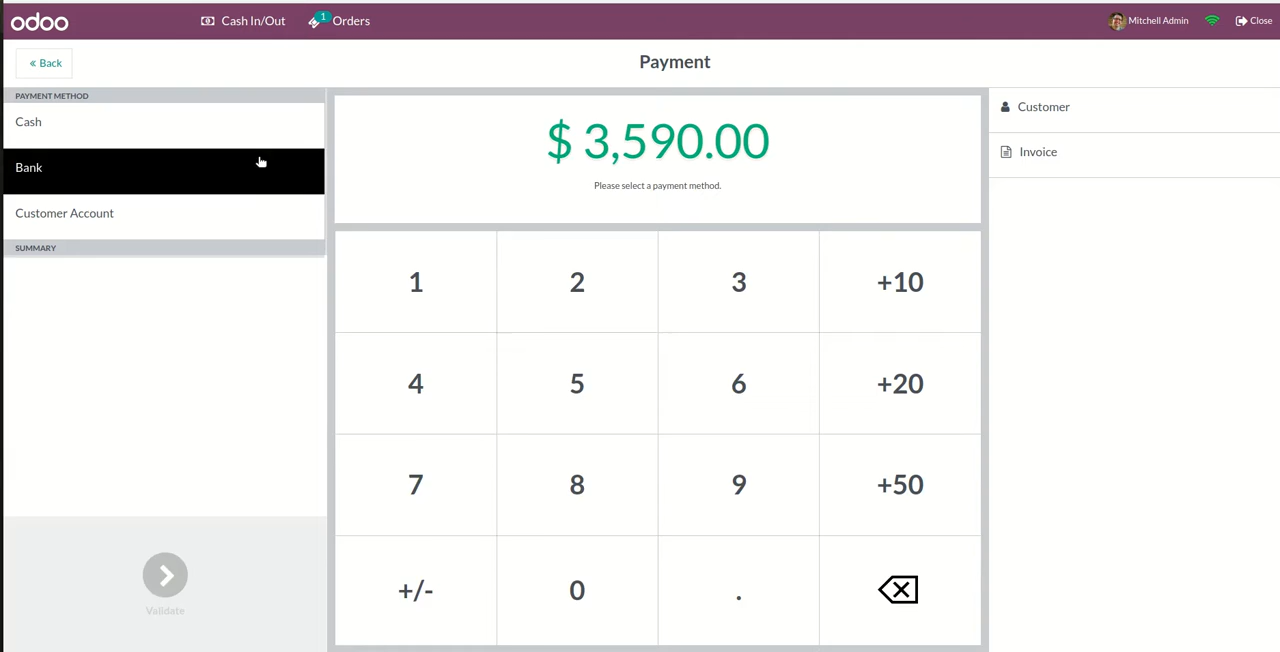 odoo
Cash In/Out
1
Orders
Mitchell Admin
Close
« Back
Payment
PAYMENT METHOD
Cash
Bank
Customer Account
SUMMARY
Validate
$ 3,590.00
Please select a payment method.
1 2 3 +10
4 5 6 +20
7 8 9 +50
+/- 0 .
Customer
Invoice